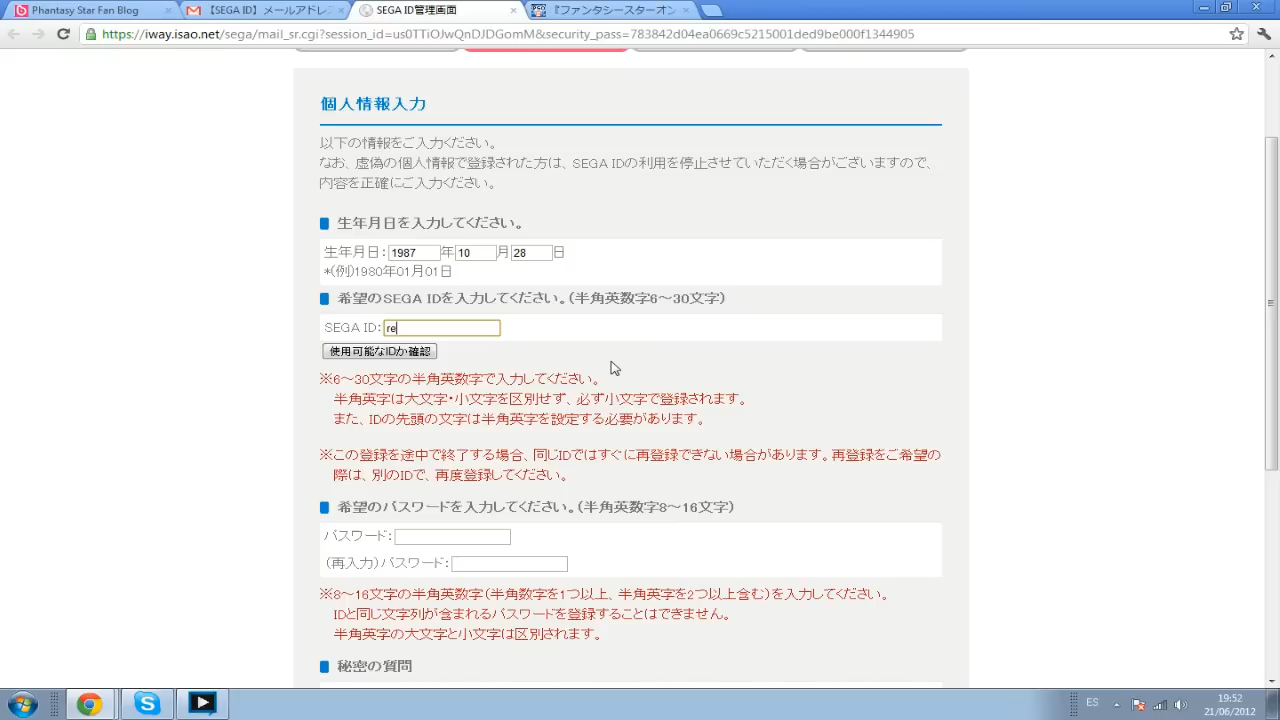 Phantasy Star Fan Blog
【SEGA ID】メールアドレ
SEGA ID管理画面
『ファンタシースターオン
https://iway.isao.net/sega/mail_sr.cgi?session_id=us0TTiOJwQnDJDGomM&security_pass=783842d04ea0669c5215001ded9be000f1344905
個人情報入力
以下の情報をご入力ください。
なお、虚偽の個人情報で登録された方は、SEGA IDの利用を停止させていただく場合がございますので、
内容を正確にご入力ください。
生年月日を入力してください。
生年月日：1987年10月28日
*(例)1980年01月01日
希望のSEGA IDを入力してください。（半角英数字6～30文字）
SEGA ID: re
使用可能なIDか確認
※6～30文字の半角英数字で入力してください。
半角英字は大文字・小文字を区別せず、必ず小文字で登録されます。
また、IDの先頭の文字は半角英字を設定する必要があります。
※この登録を途中で終了する場合、同じIDではすぐに再登録できない場合があります。再登録をご希望の
際は、別のIDで、再度登録してください。
希望のパスワードを入力してください。（半角英数字8～16文字）
パスワード：
（再入力）パスワード：
※8～16文字の半角英数字（半角数字を1つ以上、半角英字を2つ以上含む）を入力してください。
IDと同じ文字列が含まれるパスワードを登録することはできません。
半角英字の大文字と小文字は区別されます。
秘密の質問
ES
19:52
21/06/2012